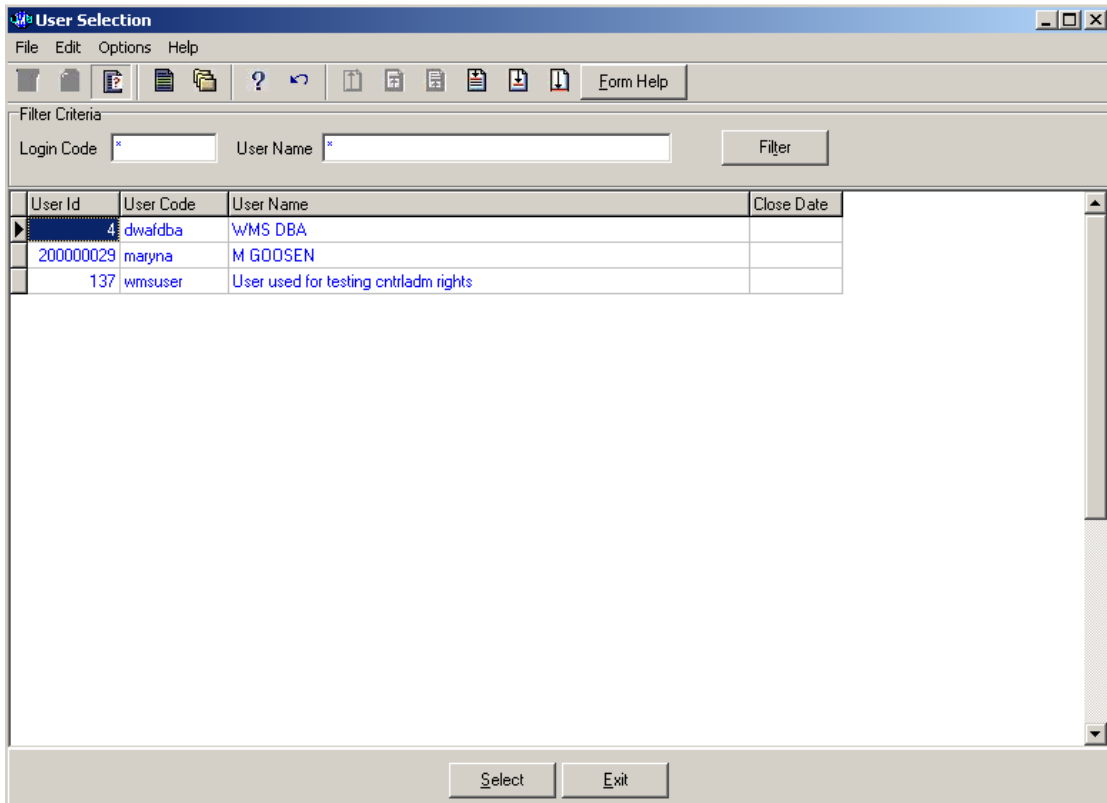 User Selection
File Edit Options Help
? Form Help
Filter Criteria
Login Code * User Name * Filter
User Id User Code User Name Close Date
4 dwafdba WMS DBA
200000029 maryna M GOOSEN
137 wmsuser User used for testing cntrladm rights
Select Exit